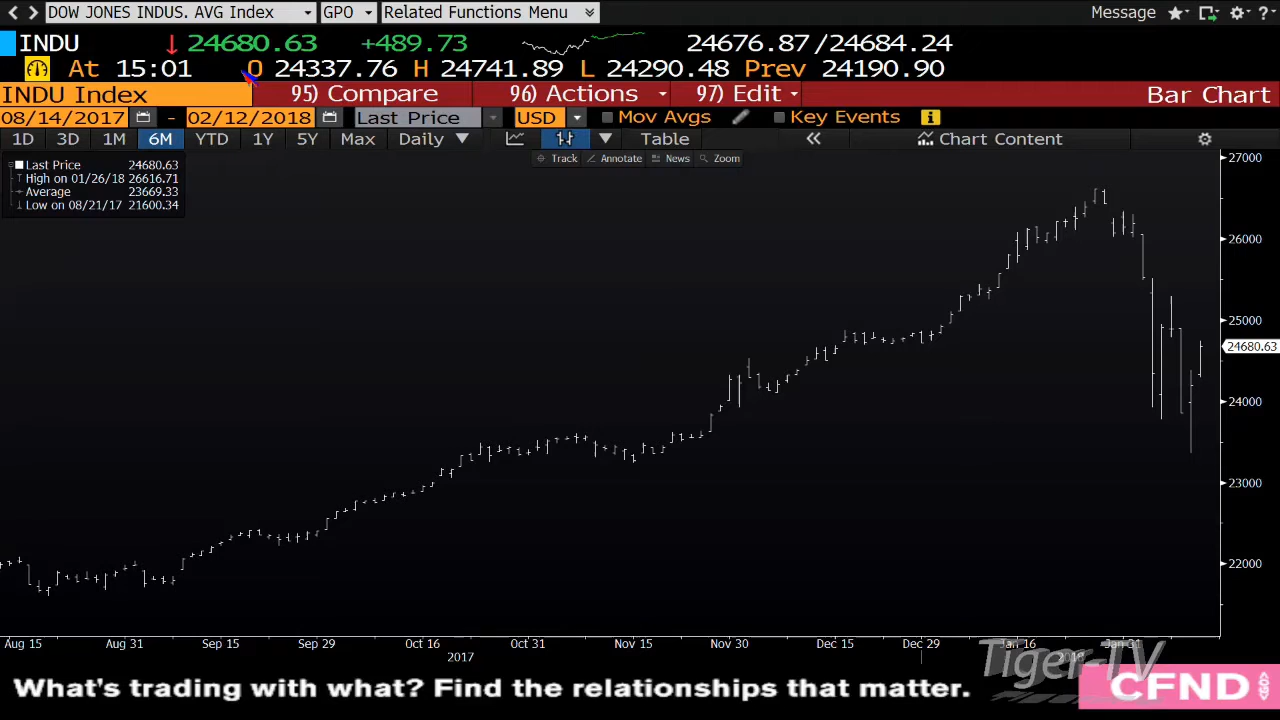 DOW JONES INDUS. AVG Index GPO Related Functions Menu Message
INDU 24680.63 +489.73 24676.87/24684.24
At 15:01 O 24337.76 H 24741.89 L 24290.48 Prev 24190.90
INDU Index 95) Compare 96) Actions 97) Edit Bar Chart
08/14/2017 - 02/12/2018 Last Price USD Mov Avgs Key Events
1D 3D 1M 6M YTD 1Y 5Y Max Daily Table « Chart Content
Track Annotate News Zoom
Last Price 24680.63
High on 01/26/18 26616.71
Average 23669.33
Low on 08/21/17 21600.34
27000
26000
25000
24680.63
24000
23000
22000
Aug 15 Aug 31 Sep 15 Sep 29 Oct 16 Oct 31 Nov 15 Nov 30 Dec 15 Dec 29 Jan 16 Jan 31
2017 2018
Tiger-TV
What's trading with what? Find the relationships that matter. CFND GO